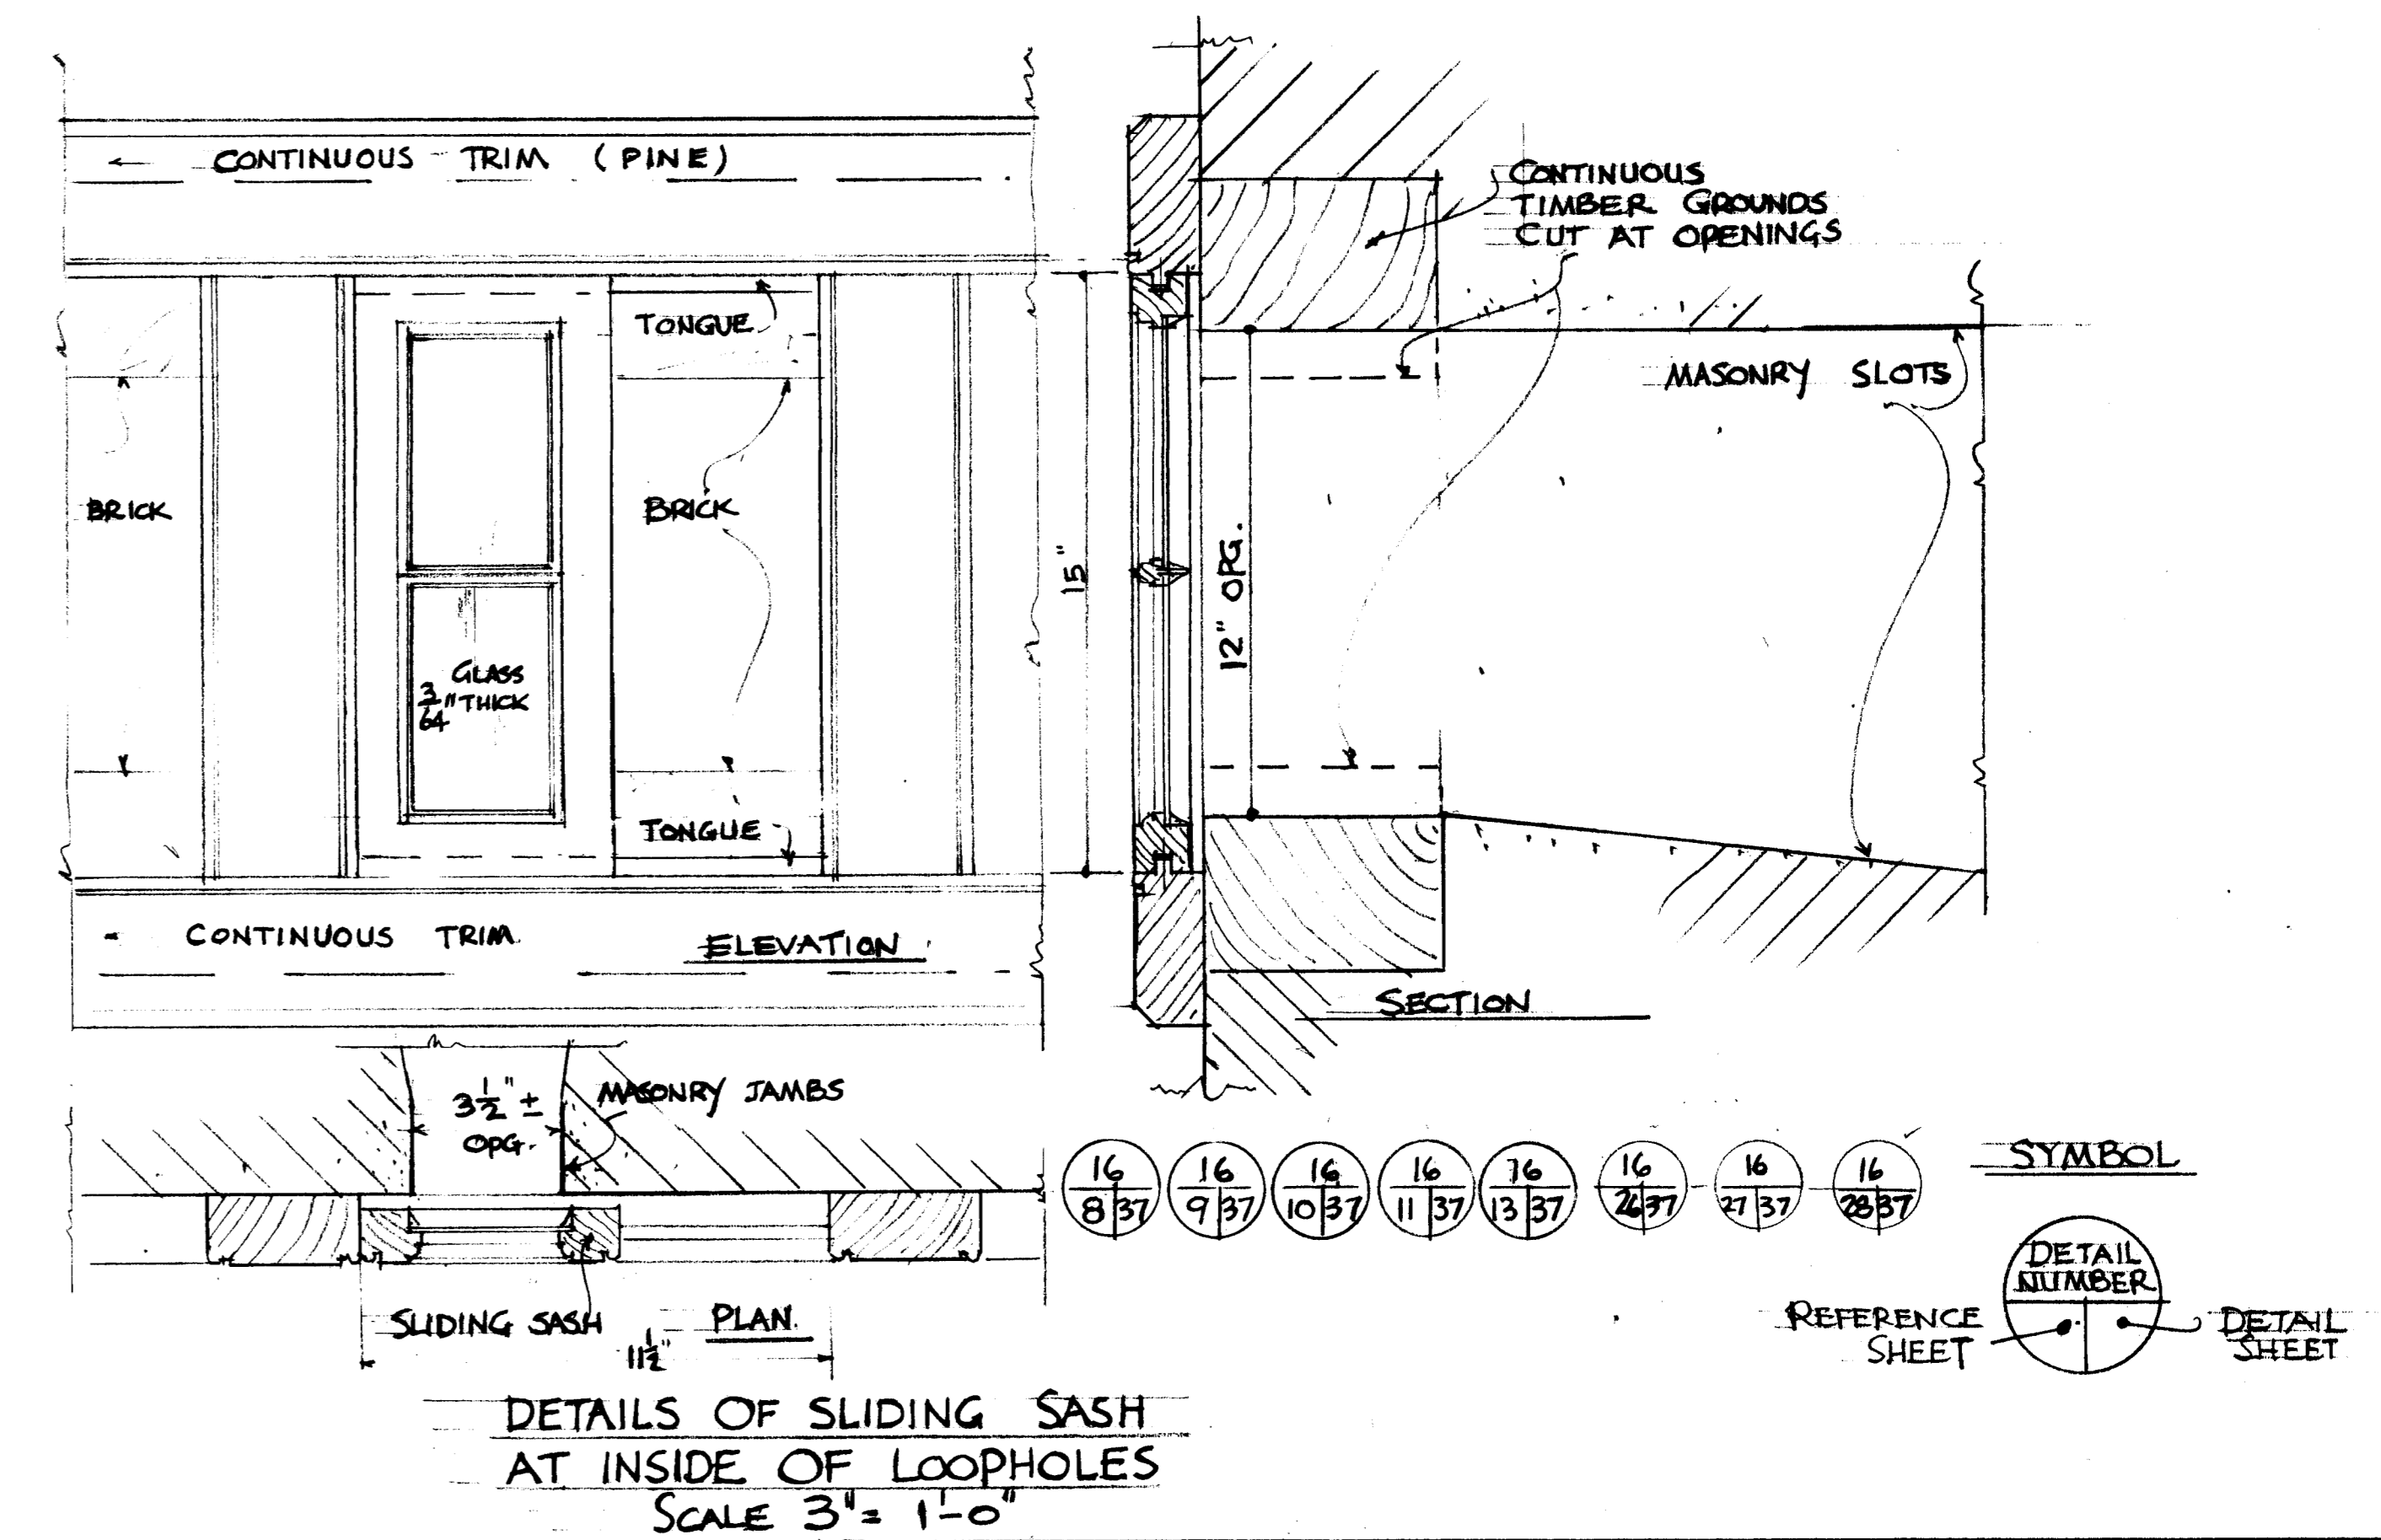 ← CONTINUOUS TRIM (PINE)
TONGUE
BRICK
BRICK
GLASS
3/64" THICK
TONGUE
CONTINUOUS TRIM.
ELEVATION
15"
12" OPG.
CONTINUOUS
TIMBER GROUNDS
CUT AT OPENINGS
MASONRY SLOTS
SECTION
3 1/2" ±
OPG.
MASONRY JAMBS
SLIDING SASH
PLAN.
11 1/2"
16 8 37
16 9 37
16 10 37
16 11 37
16 13 37
16 26 37
16 27 37
16 28 37
SYMBOL
DETAIL
NUMBER
REFERENCE
SHEET
DETAIL
SHEET
DETAILS OF SLIDING SASH
AT INSIDE OF LOOPHOLES
SCALE 3" = 1'-0"